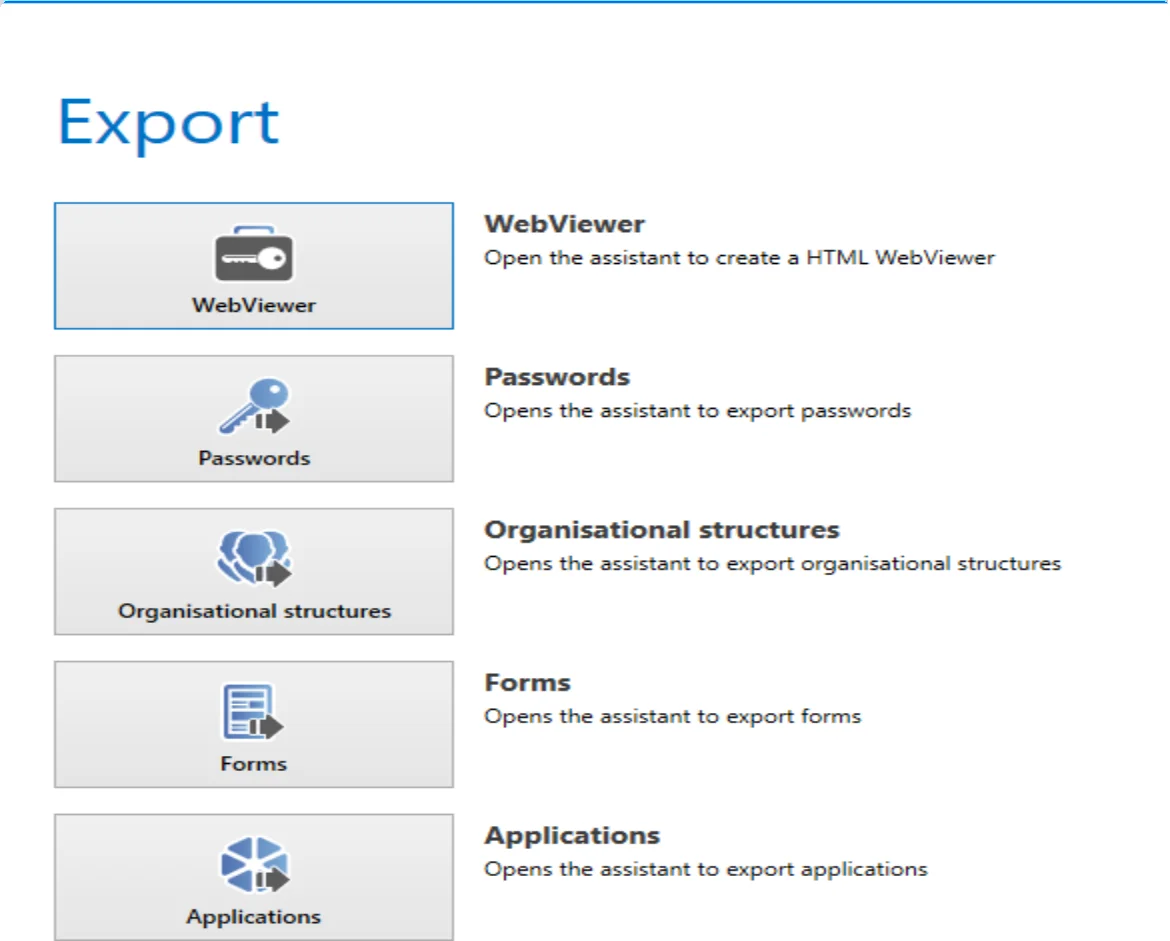 Export
WebViewer
WebViewer
Open the assistant to create a HTML WebViewer
Passwords
Passwords
Opens the assistant to export passwords
Organisational structures
Organisational structures
Opens the assistant to export organisational structures
Forms
Forms
Opens the assistant to export forms
Applications
Applications
Opens the assistant to export applications